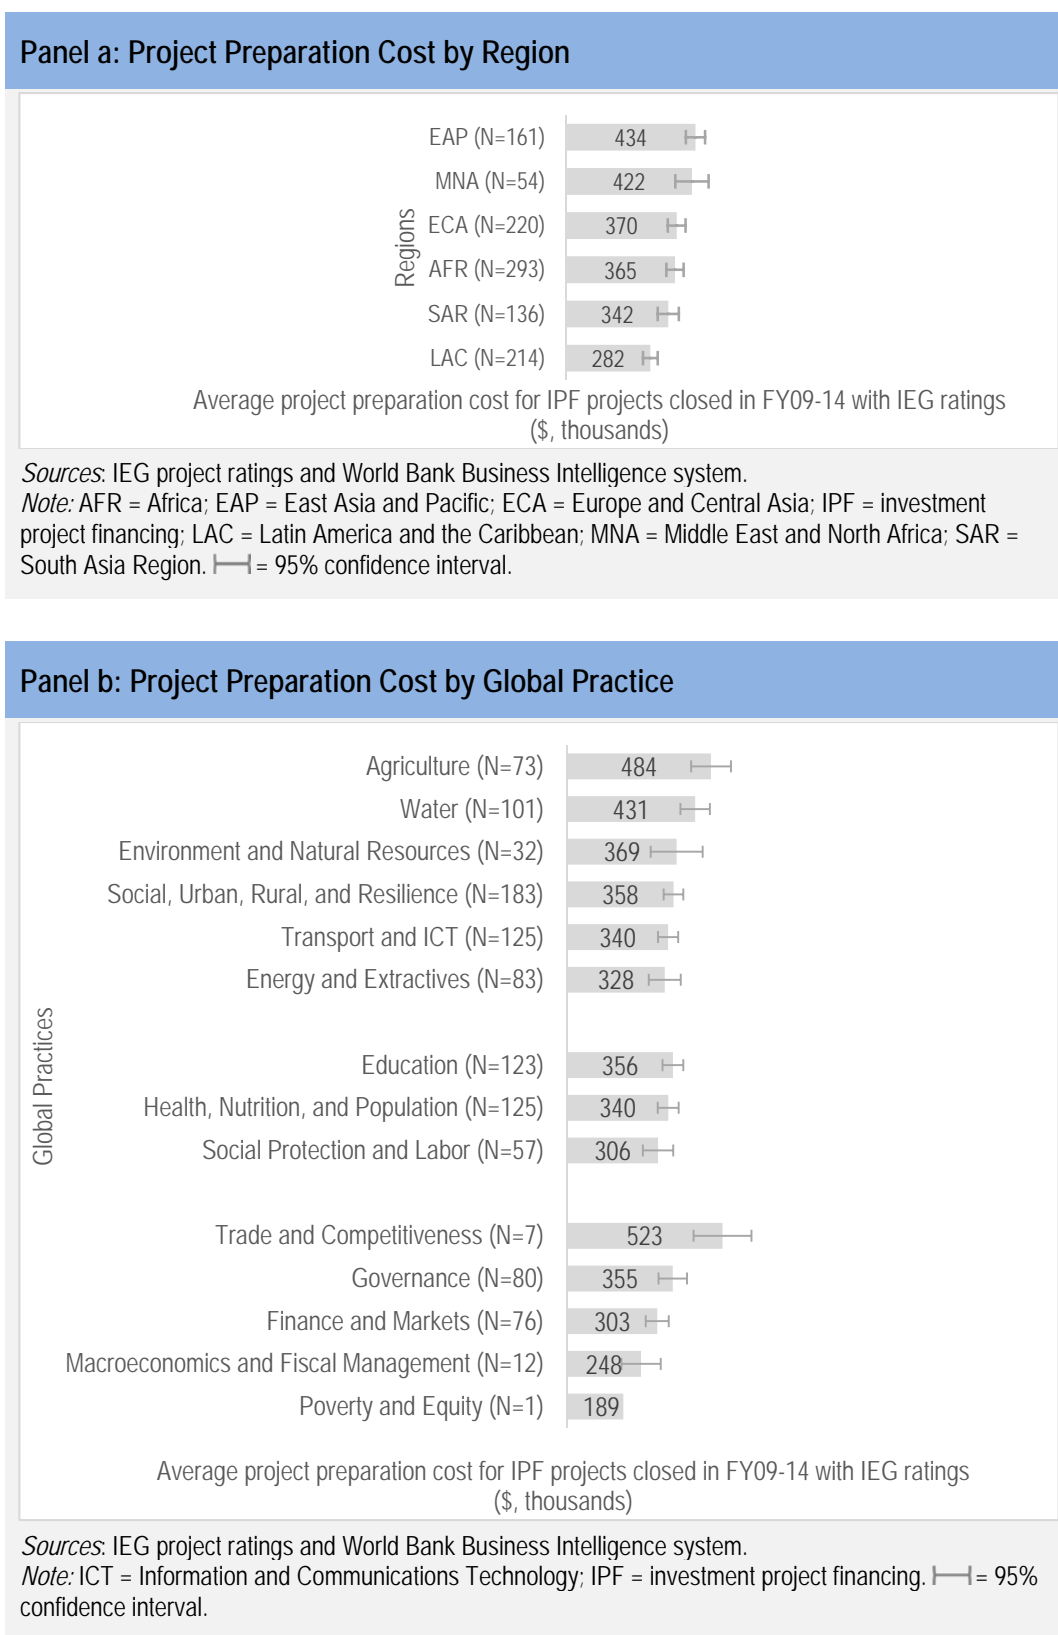 Panel a: Project Preparation Cost by Region
Regions
EAP (N=161) 434
MNA (N=54) 422
ECA (N=220) 370
AFR (N=293) 365
SAR (N=136) 342
LAC (N=214) 282
Average project preparation cost for IPF projects closed in FY09-14 with IEG ratings
($, thousands)
Sources: IEG project ratings and World Bank Business Intelligence system.
Note: AFR = Africa; EAP = East Asia and Pacific; ECA = Europe and Central Asia; IPF = investment
project financing; LAC = Latin America and the Caribbean; MNA = Middle East and North Africa; SAR =
South Asia Region. = 95% confidence interval.
Panel b: Project Preparation Cost by Global Practice
Global Practices
Agriculture (N=73) 484
Water (N=101) 431
Environment and Natural Resources (N=32) 369
Social, Urban, Rural, and Resilience (N=183) 358
Transport and ICT (N=125) 340
Energy and Extractives (N=83) 328
Education (N=123) 356
Health, Nutrition, and Population (N=125) 340
Social Protection and Labor (N=57) 306
Trade and Competitiveness (N=7) 523
Governance (N=80) 355
Finance and Markets (N=76) 303
Macroeconomics and Fiscal Management (N=12) 248
Poverty and Equity (N=1) 189
Average project preparation cost for IPF projects closed in FY09-14 with IEG ratings
($, thousands)
Sources: IEG project ratings and World Bank Business Intelligence system.
Note: ICT = Information and Communications Technology; IPF = investment project financing. = 95%
confidence interval.